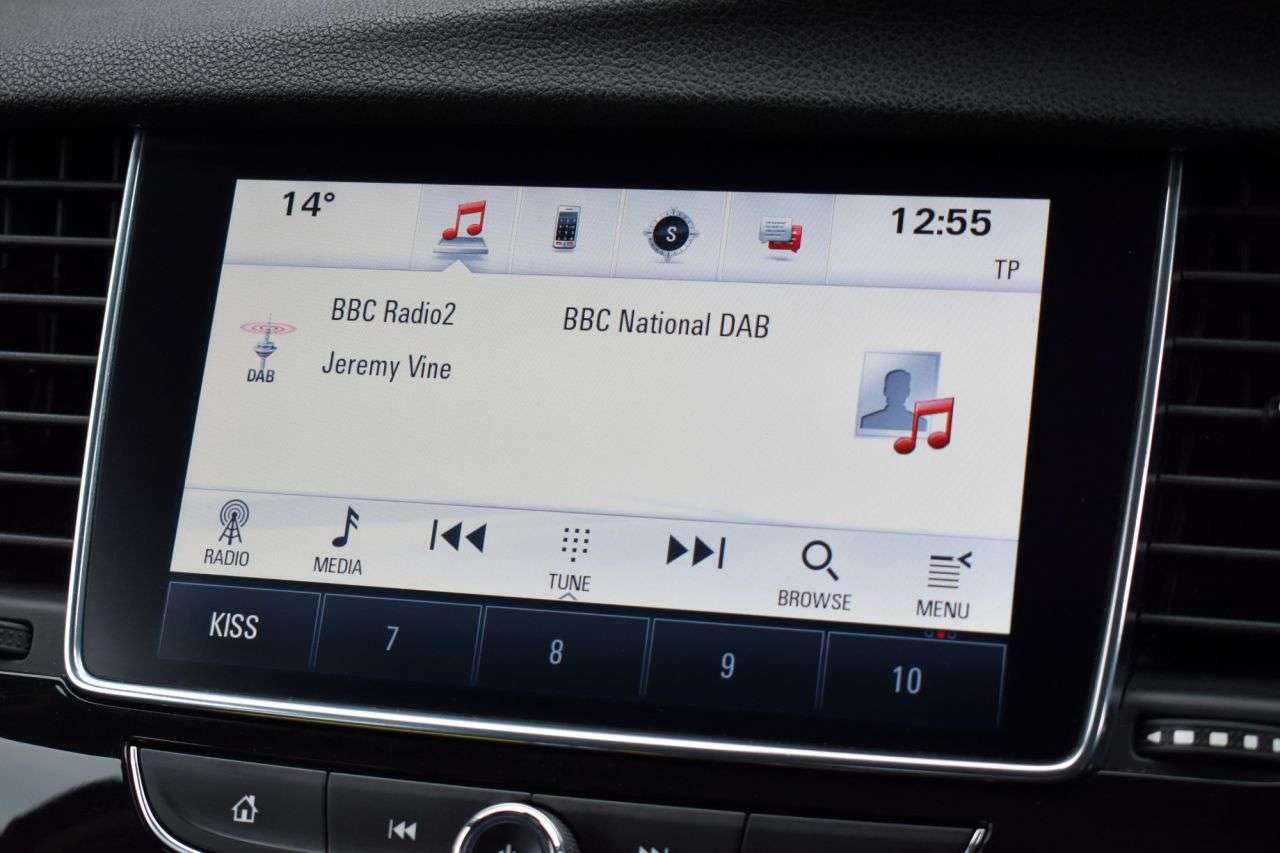 14°
S
12:55
TP
BBC Radio2
BBC National DAB
Jeremy Vine
DAB
RADIO
MEDIA
TUNE
BROWSE
MENU
KISS
7
8
9
10